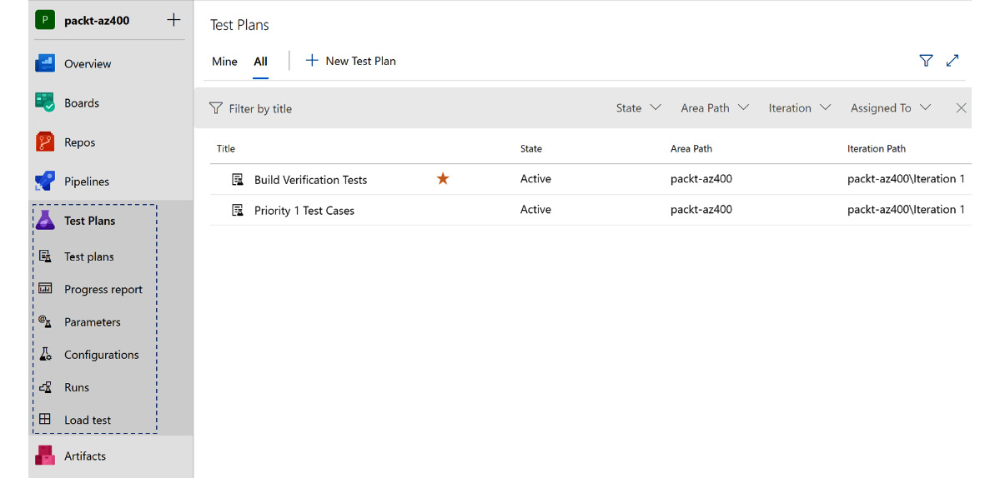 P packt-az400 +
Overview
Boards
Repos
Pipelines
Test Plans
Test plans
Progress report
Parameters
Configurations
Runs
Load test
Artifacts
Test Plans
Mine All + New Test Plan
Filter by title State Area Path Iteration Assigned To
Title State Area Path Iteration Path
Build Verification Tests Active packt-az400 packt-az400\Iteration 1
Priority 1 Test Cases Active packt-az400 packt-az400\Iteration 1